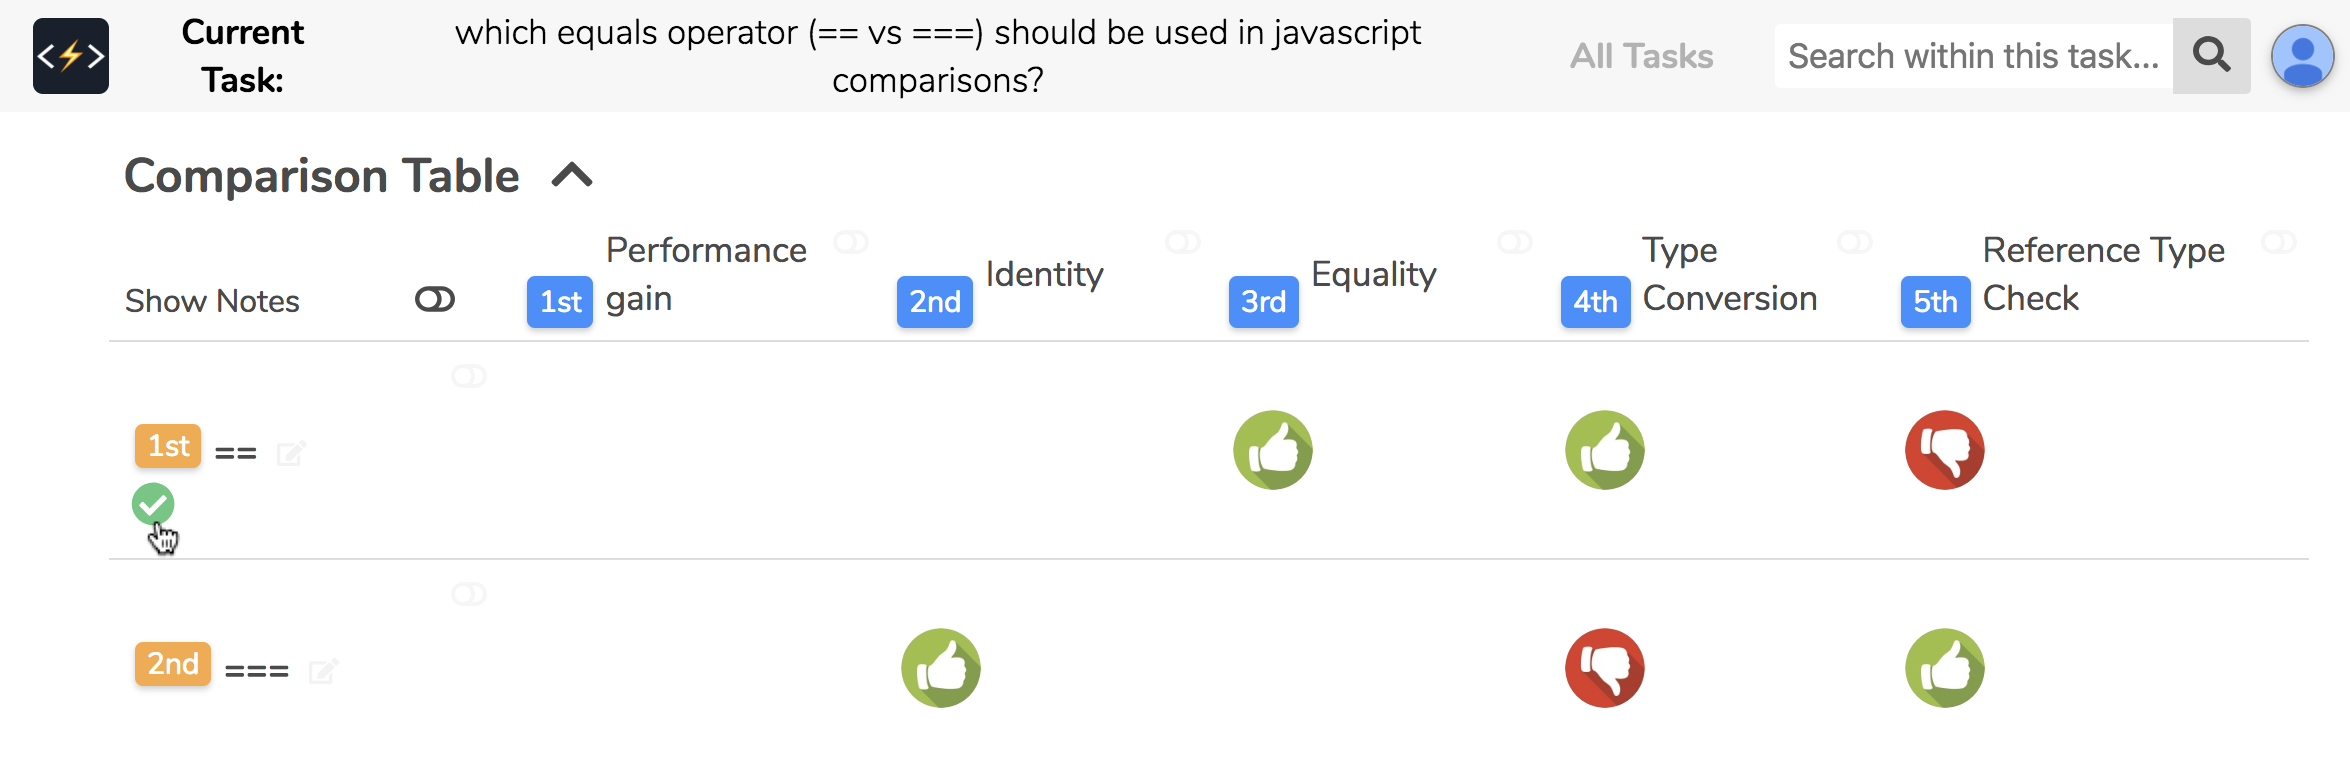 Current
Task:
which equals operator (== vs ===) should be used in javascript
comparisons?
All Tasks
Search within this task...
Comparison Table
Show Notes
1st Performance
gain
2nd Identity
3rd Equality
4th Type
Conversion
5th Reference Type
Check
1st ==
2nd ===